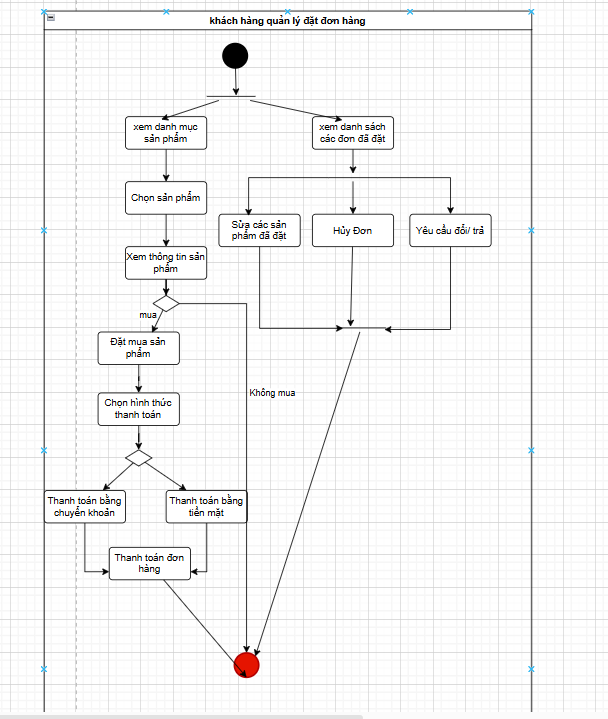 khách hàng quản lý đặt đơn hàng
xem danh mục
sản phẩm
xem danh sách
các đơn đã đặt
Chọn sản phẩm
Sửa các sản
phẩm đã đặt
Hủy Đơn
Yêu cầu đổi/ trả
Xem thông tin sản
phẩm
mua
Đặt mua sản
phẩm
Không mua
Chọn hình thức
thanh toán
Thanh toán bằng
chuyển khoản
Thanh toán bằng
tiền mặt
Thanh toán đơn
hàng